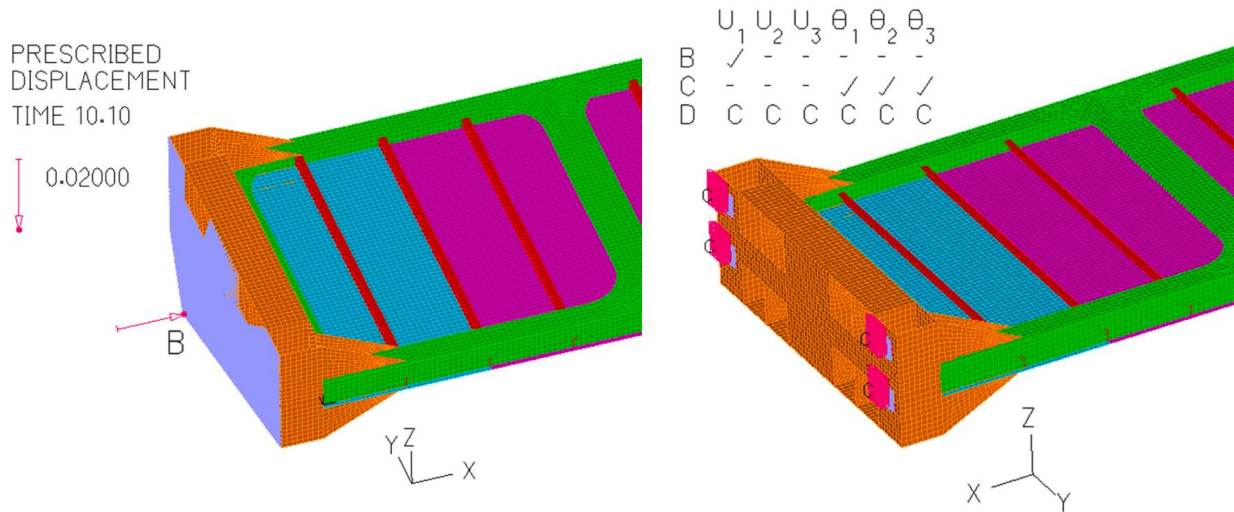 PRESCRIBED
DISPLACEMENT
TIME 10.10
0.02000
B
Y Z X
U1 U2 U3 θ1 θ2 θ3
B ✓ - - - - -
C - - - ✓ ✓ ✓
D C C C C C C
C
C
C
C
Z
X
Y